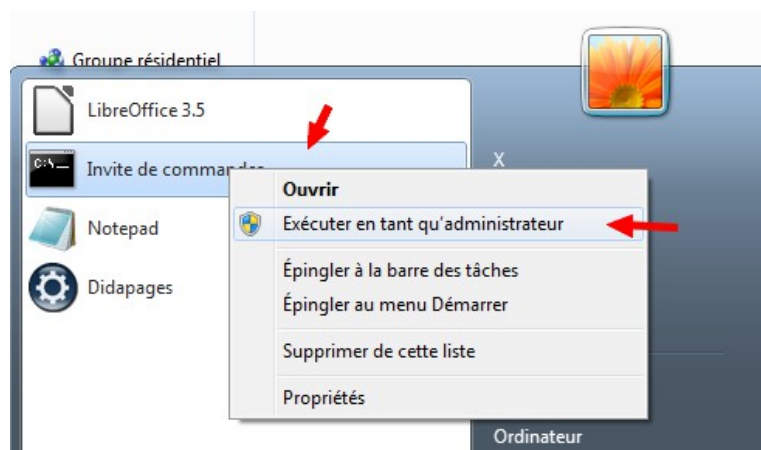 Groupe résidentiel
LibreOffice 3.5
X
C:\
Invite de commandes
Ouvrir
Exécuter en tant qu'administrateur
Notepad
Épingler à la barre des tâches
Didapages
Épingler au menu Démarrer
Supprimer de cette liste
Propriétés
Ordinateur